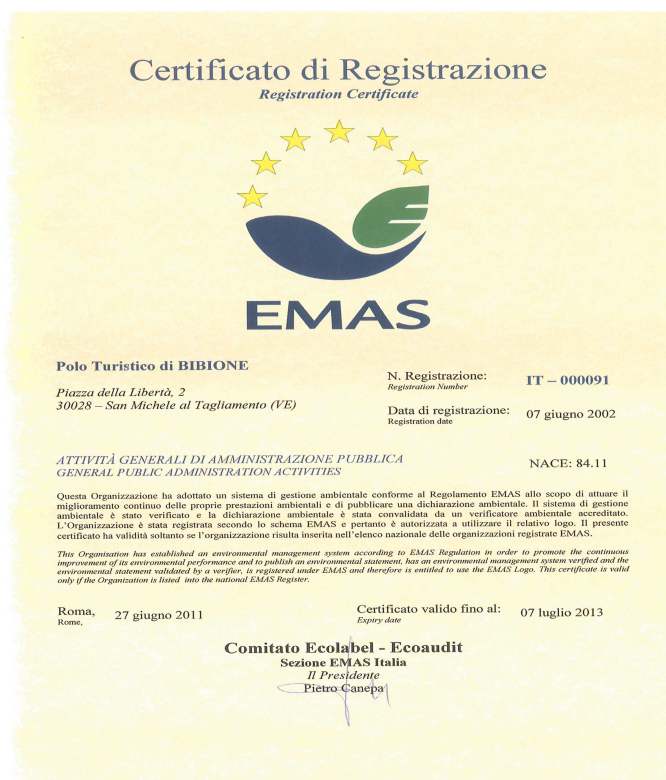 Certificato di Registrazione
Registration Certificate
EMAS
Polo Turistico di BIBIONE
Piazza della Libertà, 2
30028 – San Michele al Tagliamento (VE)
N. Registrazione:
Registration Number
IT – 000091
Data di registrazione:
Registration date
07 giugno 2002
ATTIVITÀ GENERALI DI AMMINISTRAZIONE PUBBLICA
GENERAL PUBLIC ADMINISTRATION ACTIVITIES
NACE: 84.11
Questa Organizzazione ha adottato un sistema di gestione ambientale conforme al Regolamento EMAS allo scopo di attuare il
miglioramento continuo delle proprie prestazioni ambientali e di pubblicare una dichiarazione ambientale. Il sistema di gestione
ambientale è stato verificato e la dichiarazione ambientale è stata convalidata da un verificatore ambientale accreditato.
L'Organizzazione è stata registrata secondo lo schema EMAS e pertanto è autorizzata a utilizzare il relativo logo. Il presente
certificato ha validità soltanto se l'organizzazione risulta inserita nell'elenco nazionale delle organizzazioni registrate EMAS.
This Organisation has established an environmental management system according to EMAS Regulation in order to promote the continuous
improvement of its environmental performance and to publish an environmental statement, has an environmental management system verified and the
environmental statement validated by a verifier, is registered under EMAS and therefore is entitled to use the EMAS Logo. This certificate is valid
only if the Organization is listed into the national EMAS Register.
Roma,
Rome,
27 giugno 2011
Certificato valido fino al:
Expiry date
07 luglio 2013
Comitato Ecolabel - Ecoaudit
Sezione EMAS Italia
Il Presidente
Pietro Canepa